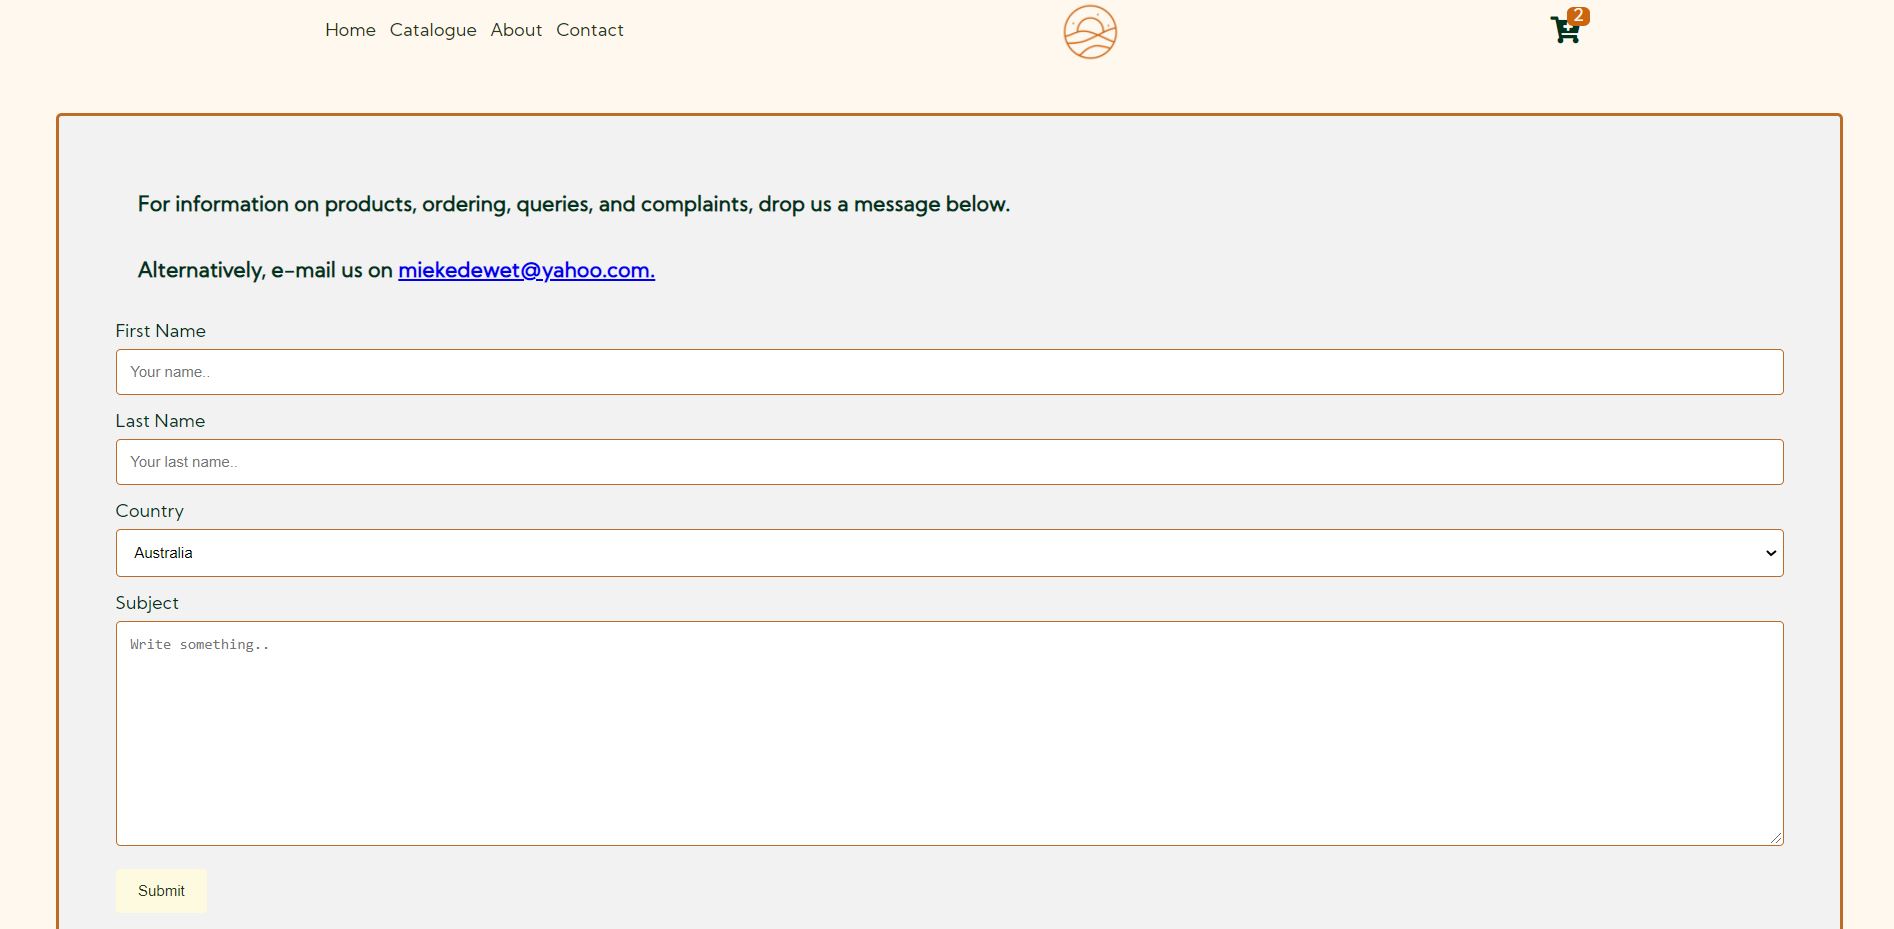 Home Catalogue About Contact
2
For information on products, ordering, queries, and complaints, drop us a message below.
Alternatively, e-mail us on miekedewet@yahoo.com.
First Name
Your name..
Last Name
Your last name..
Country
Australia
Subject
Write something..
Submit